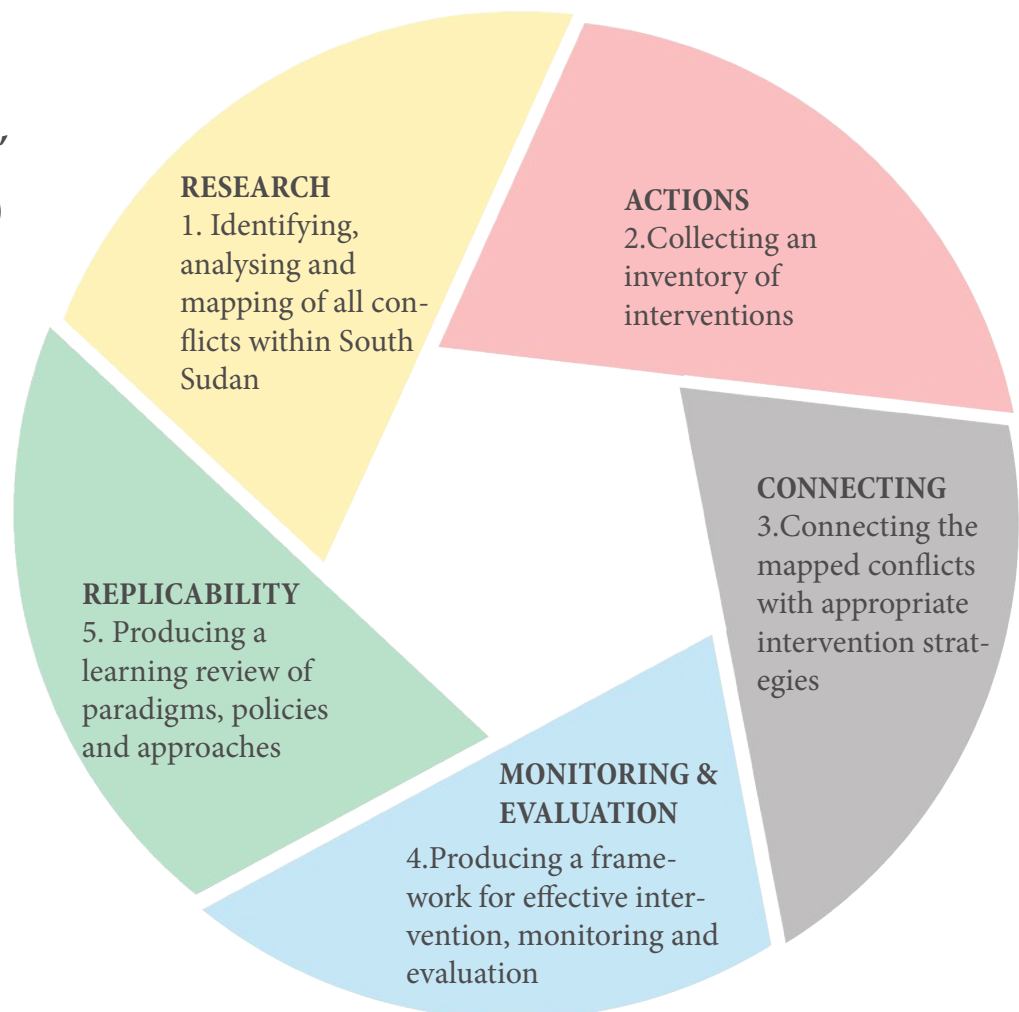 RESEARCH
1. Identifying,
analysing and
mapping of all con-
flicts within South
Sudan
ACTIONS
2.Collecting an
inventory of
interventions
CONNECTING
3.Connecting the
mapped conflicts
with appropriate
intervention strat-
egies
MONITORING &
EVALUATION
4.Producing a frame-
work for effective inter-
vention, monitoring and
evaluation
REPLICABILITY
5. Producing a
learning review of
paradigms, policies
and approaches